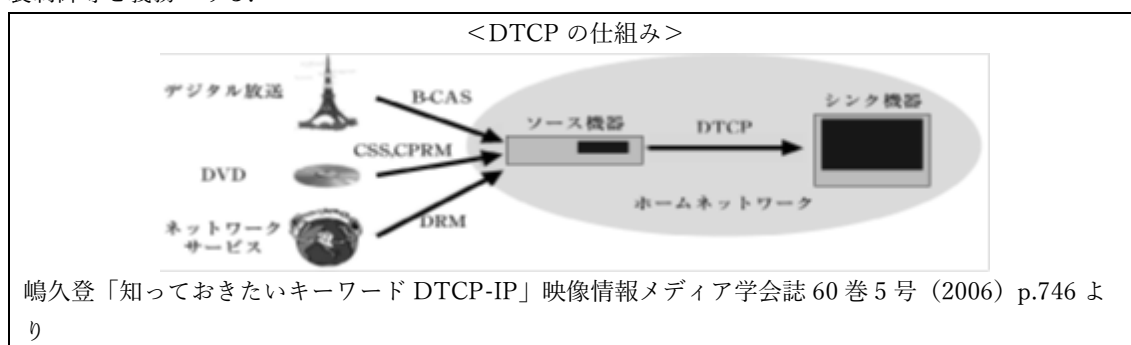 <DTCP の仕組み>
デジタル放送
B-CAS
シンク機器
ソース機器
DTCP
CSS,CPRM
DVD
ホームネットワーク
DRM
ネットワーク
サービス
嶋久登「知っておきたいキーワード DTCP-IP」映像情報メディア学会誌 60 巻 5 号（2006）p.746 よ
り